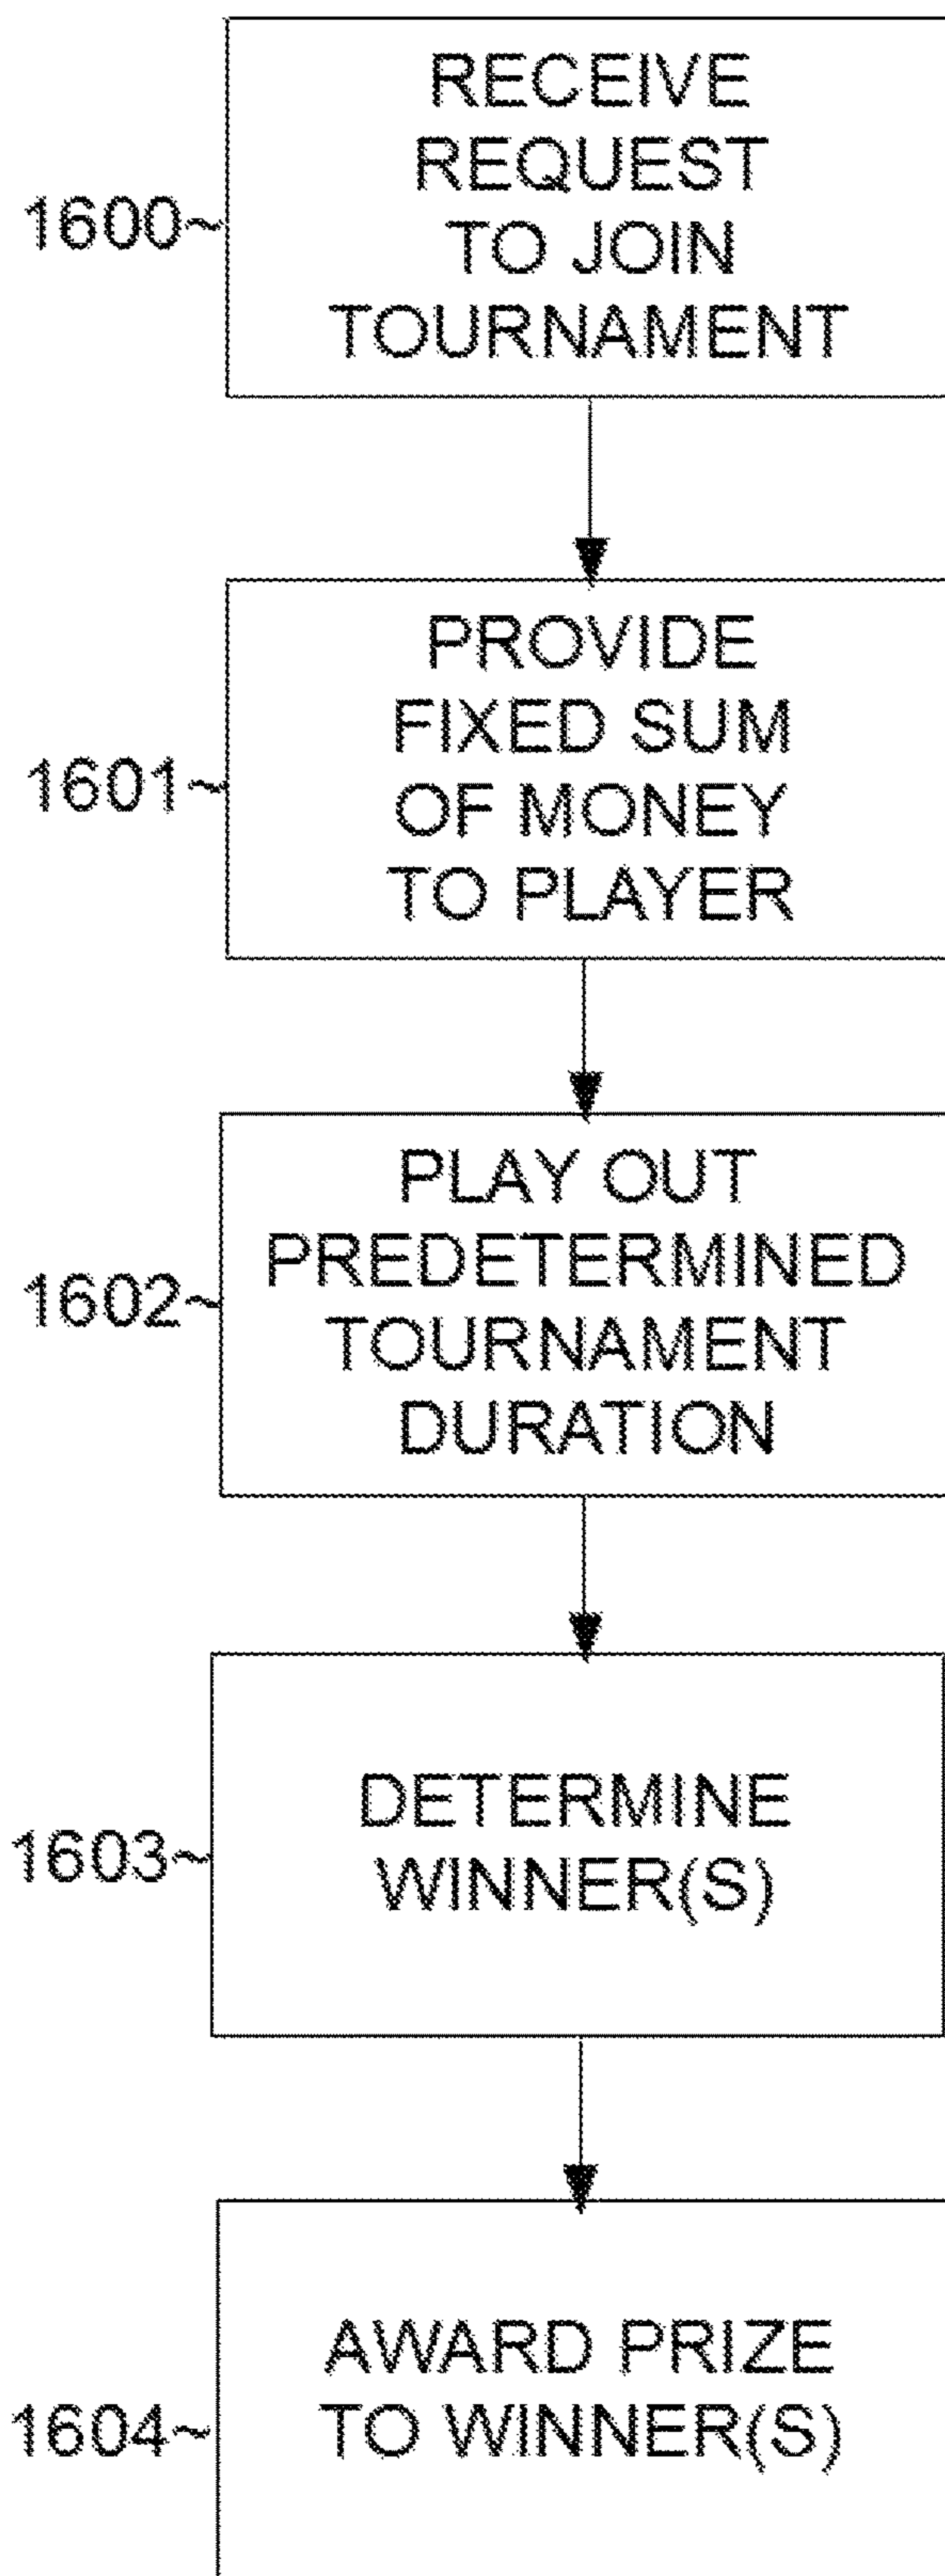 RECEIVE
REQUEST
TO JOIN
TOURNAMENT
1600~
PROVIDE
FIXED SUM
OF MONEY
TO PLAYER
1601~
PLAY OUT
PREDETERMINED
TOURNAMENT
DURATION
1602~
DETERMINE
WINNER(S)
1603~
AWARD PRIZE
TO WINNER(S)
1604~